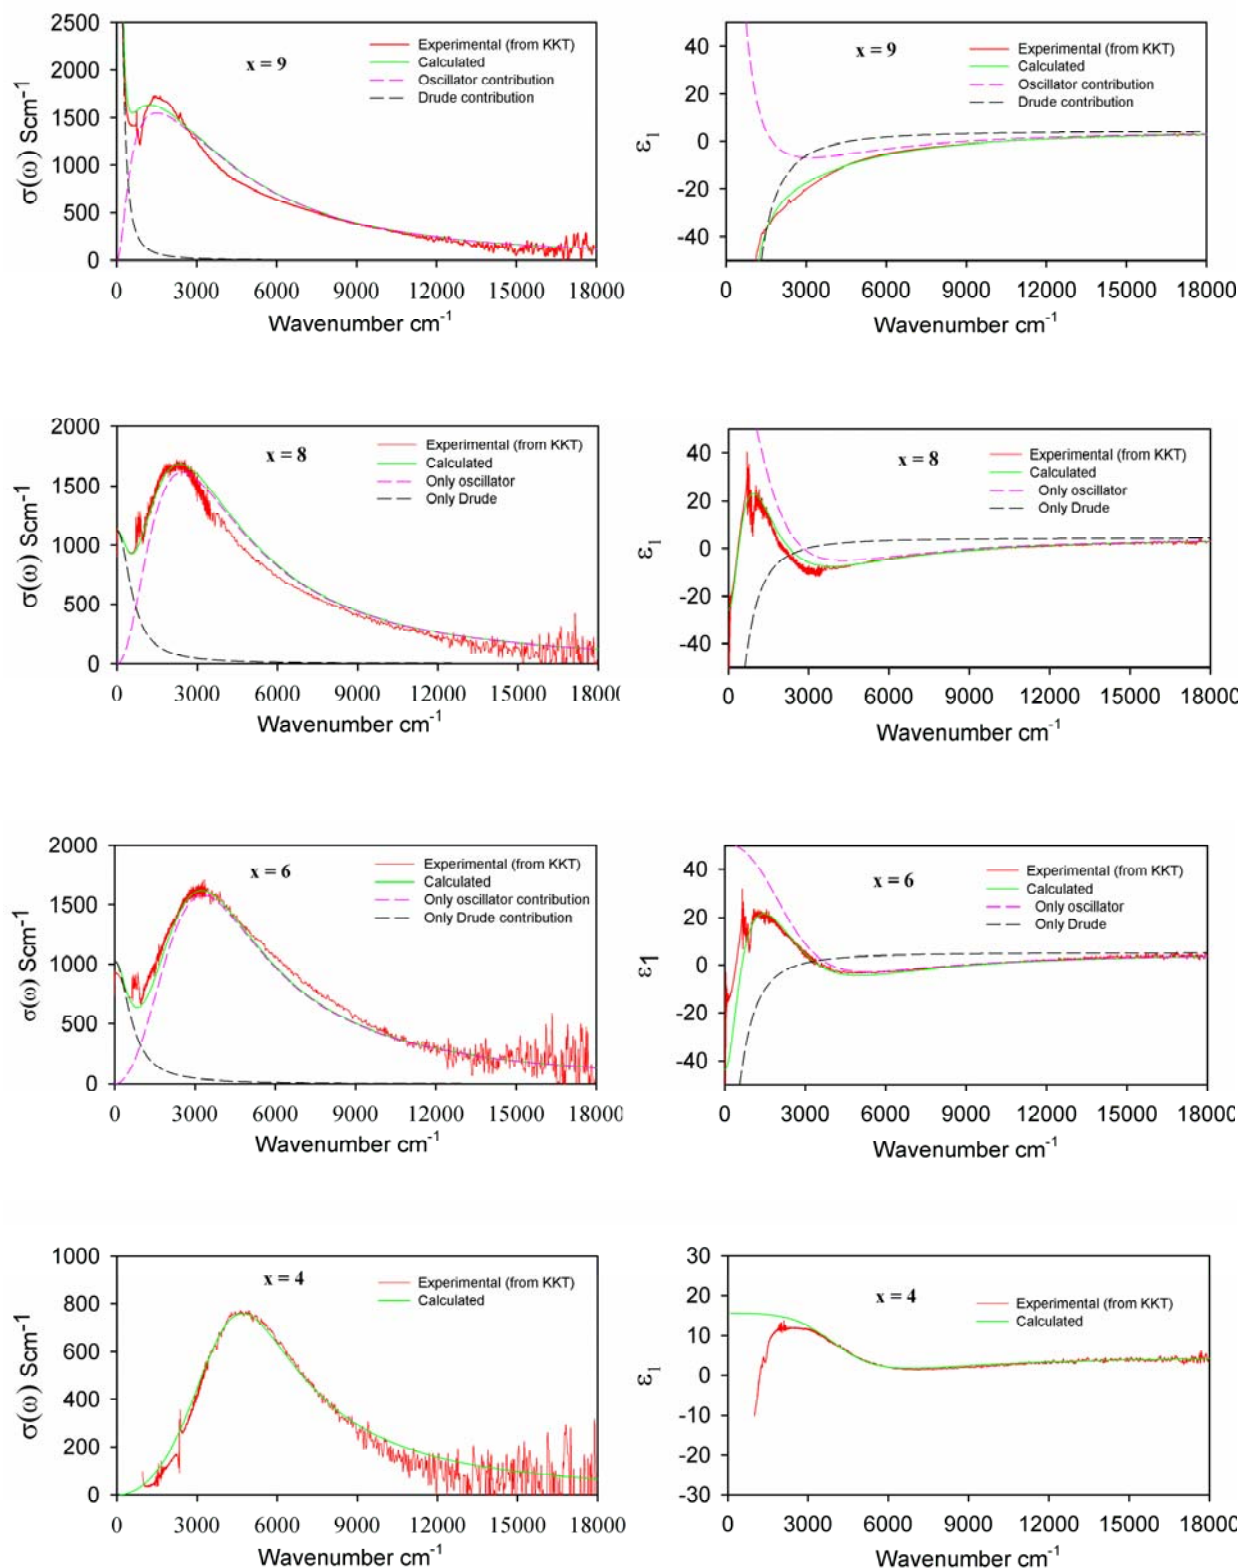 2500
2000
1500
1000
500
0
σ(ω) Scm-1
x = 9
Experimental (from KKT)
Calculated
Oscillator contribution
Drude contribution
0 3000 6000 9000 12000 15000 18000
Wavenumber cm-1
40
20
0
-20
-40
ε1
x = 9
Experimental (from KKT)
Calculated
Oscillator contribution
Drude contribution
0 3000 6000 9000 12000 15000 18000
Wavenumber cm-1
2000
1500
1000
500
0
σ(ω) Scm-1
x = 8
Experimental (from KKT)
Calculated
Only oscillator
Only Drude
0 3000 6000 9000 12000 15000 18000
Wavenumber cm-1
40
20
0
-20
-40
ε1
x = 8
Experimental (from KKT)
Calculated
Only oscillator
Only Drude
0 3000 6000 9000 12000 15000 18000
Wavenumber cm-1
2000
1500
1000
500
0
σ(ω) Scm-1
x = 6
Experimental (from KKT)
Calculated
Only oscillator contribution
Only Drude contribution
0 3000 6000 9000 12000 15000 18000
Wavenumber cm-1
40
20
0
-20
-40
ε1
x = 6
Experimental (from KKT)
Calculated
Only oscillator
Only Drude
0 3000 6000 9000 12000 15000 18000
Wavenumber cm-1
1000
800
600
400
200
0
σ(ω) Scm-1
x = 4
Experimental (from KKT)
Calculated
0 3000 6000 9000 12000 15000 18000
Wavenumber cm-1
30
20
10
0
-10
-20
-30
ε1
x = 4
Experimental (from KKT)
Calculated
0 3000 6000 9000 12000 15000 18000
Wavenumber cm-1